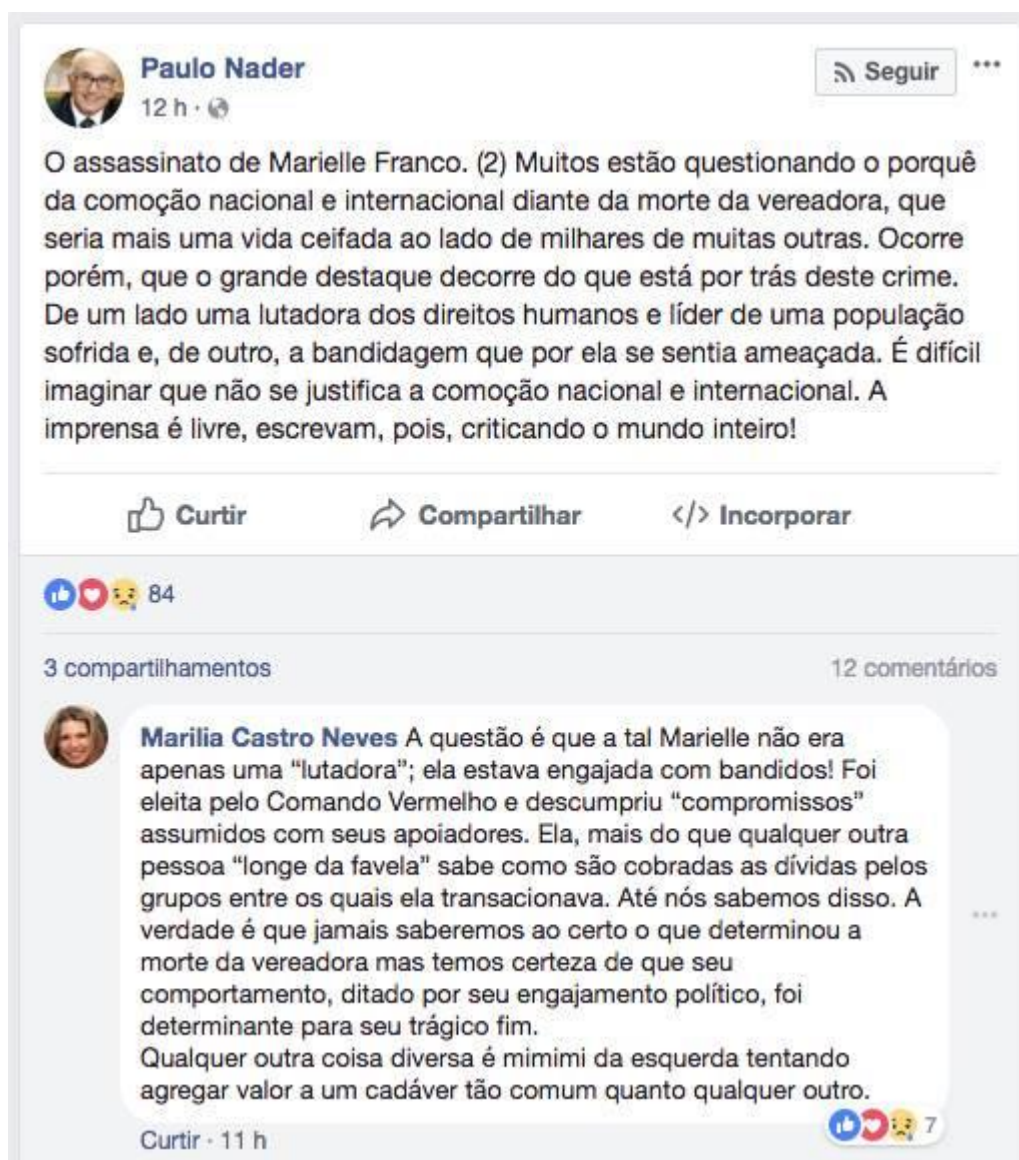 Paulo Nader
Seguir
12 h
O assassinato de Marielle Franco. (2) Muitos estão questionando o porquê
da comoção nacional e internacional diante da morte da vereadora, que
seria mais uma vida ceifada ao lado de milhares de muitas outras. Ocorre
porém, que o grande destaque decorre do que está por trás deste crime.
De um lado uma lutadora dos direitos humanos e líder de uma população
sofrida e, de outro, a bandidagem que por ela se sentia ameaçada. É difícil
imaginar que não se justifica a comoção nacional e internacional. A
imprensa é livre, escrevam, pois, criticando o mundo inteiro!
Curtir Compartilhar </> Incorporar
84
3 compartilhamentos 12 comentários
Marilia Castro Neves A questão é que a tal Marielle não era
apenas uma “lutadora”; ela estava engajada com bandidos! Foi
eleita pelo Comando Vermelho e descumpriu “compromissos”
assumidos com seus apoiadores. Ela, mais do que qualquer outra
pessoa “longe da favela” sabe como são cobradas as dívidas pelos
grupos entre os quais ela transacionava. Até nós sabemos disso. A
verdade é que jamais saberemos ao certo o que determinou a
morte da vereadora mas temos certeza de que seu
comportamento, ditado por seu engajamento político, foi
determinante para seu trágico fim.
Qualquer outra coisa diversa é mimimi da esquerda tentando
agregar valor a um cadáver tão comum quanto qualquer outro.
7
Curtir · 11 h